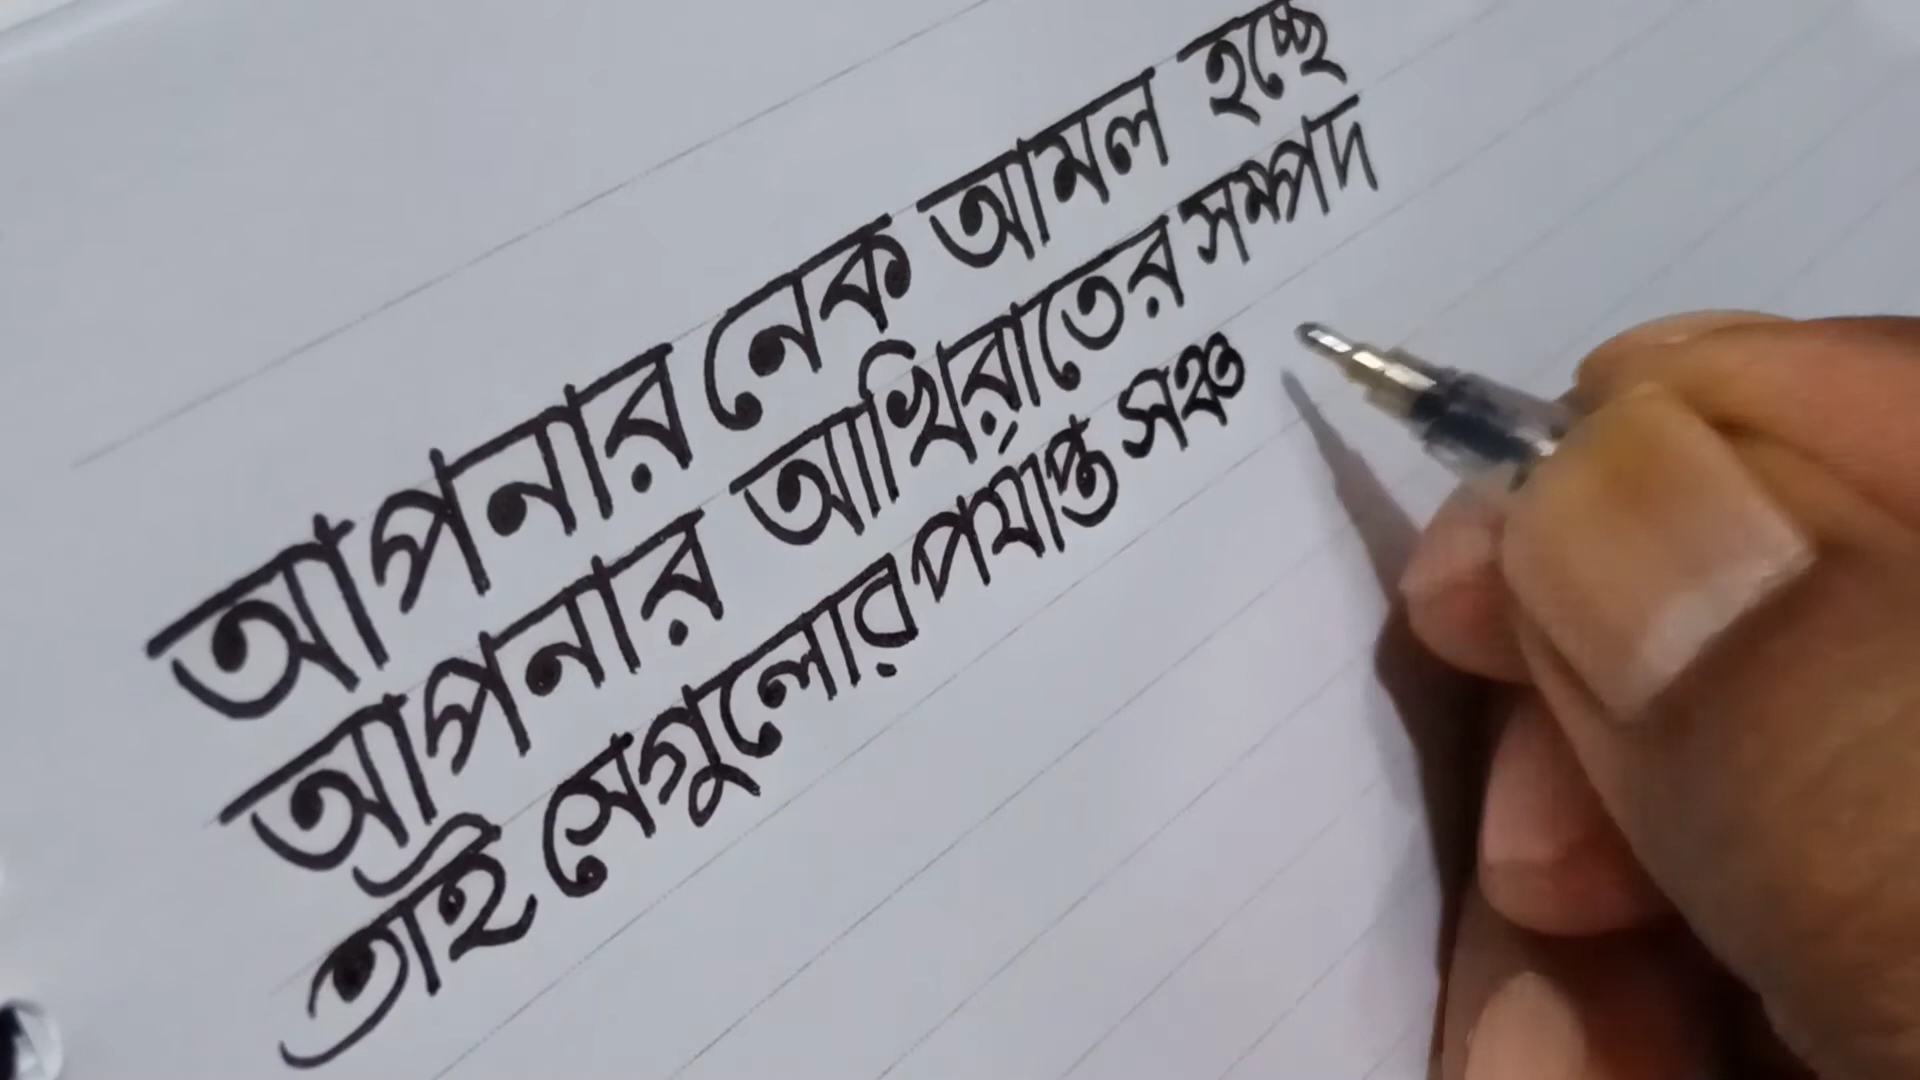 আপনার নেক আমল হচ্ছে
আপনার আখিরাতের সম্পদ
তাই সেগুলোর পর্যাপ্ত সঞ্চ